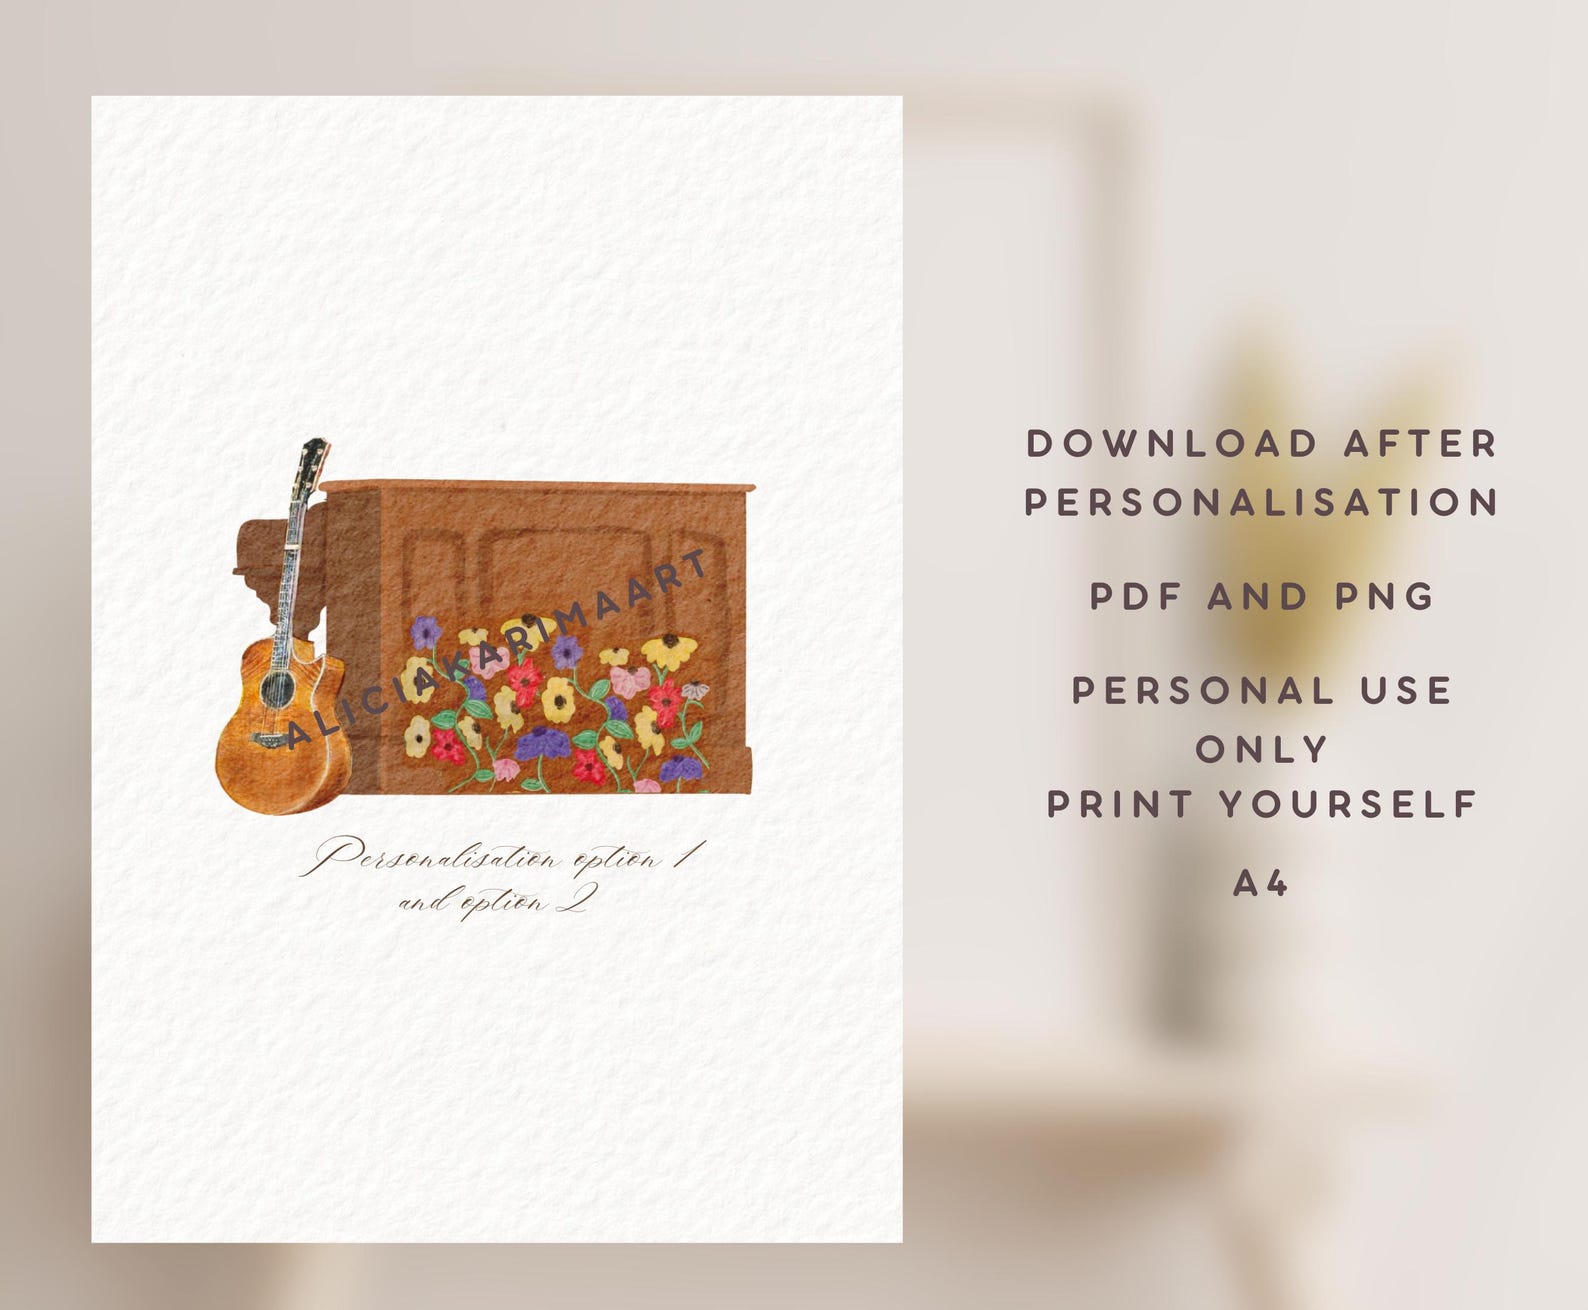 ALICIAKARIMAART
Personalisation option 1
and option 2
DOWNLOAD AFTER
PERSONALISATION
PDF AND PNG
PERSONAL USE
ONLY
PRINT YOURSELF
A4